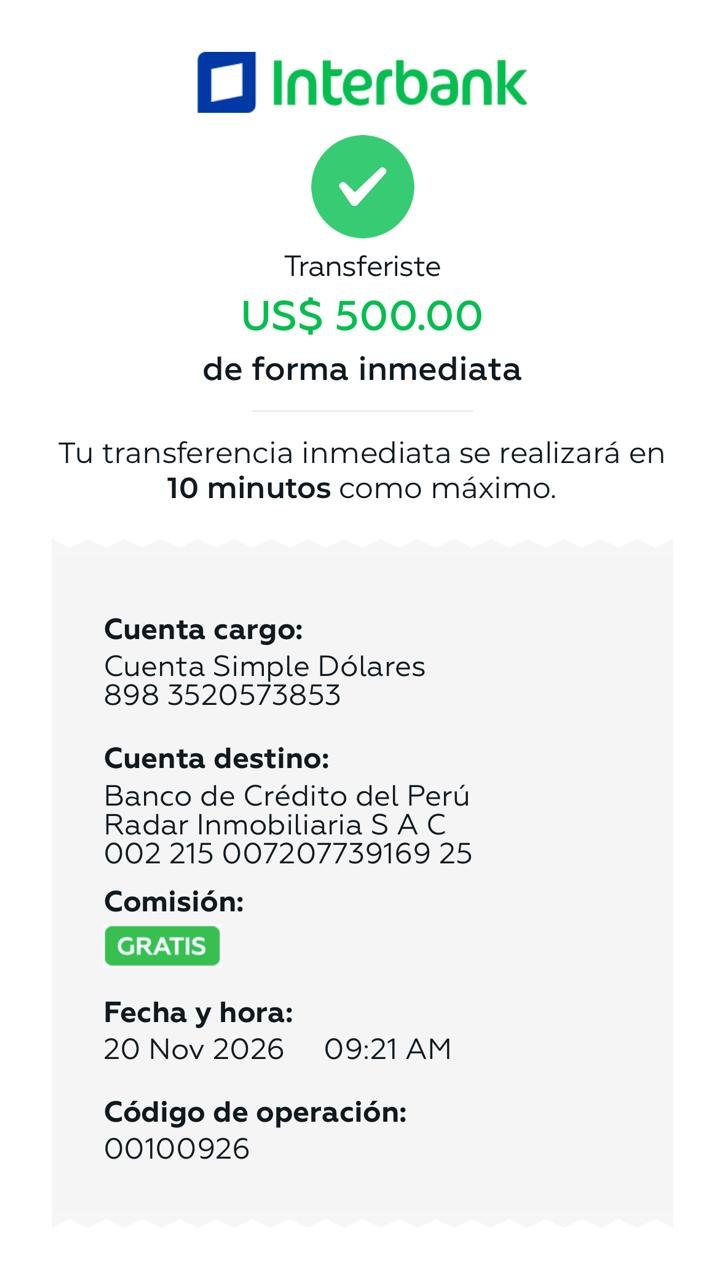 Interbank
Transferiste
US$ 500.00
de forma inmediata
Tu transferencia inmediata se realizará en
10 minutos como máximo.
Cuenta cargo:
Cuenta Simple Dólares
898 3520573853
Cuenta destino:
Banco de Crédito del Perú
Radar Inmobiliaria S A C
002 215 007207739169 25
Comisión:
GRATIS
Fecha y hora:
20 Nov 2026 09:21 AM
Código de operación:
00100926